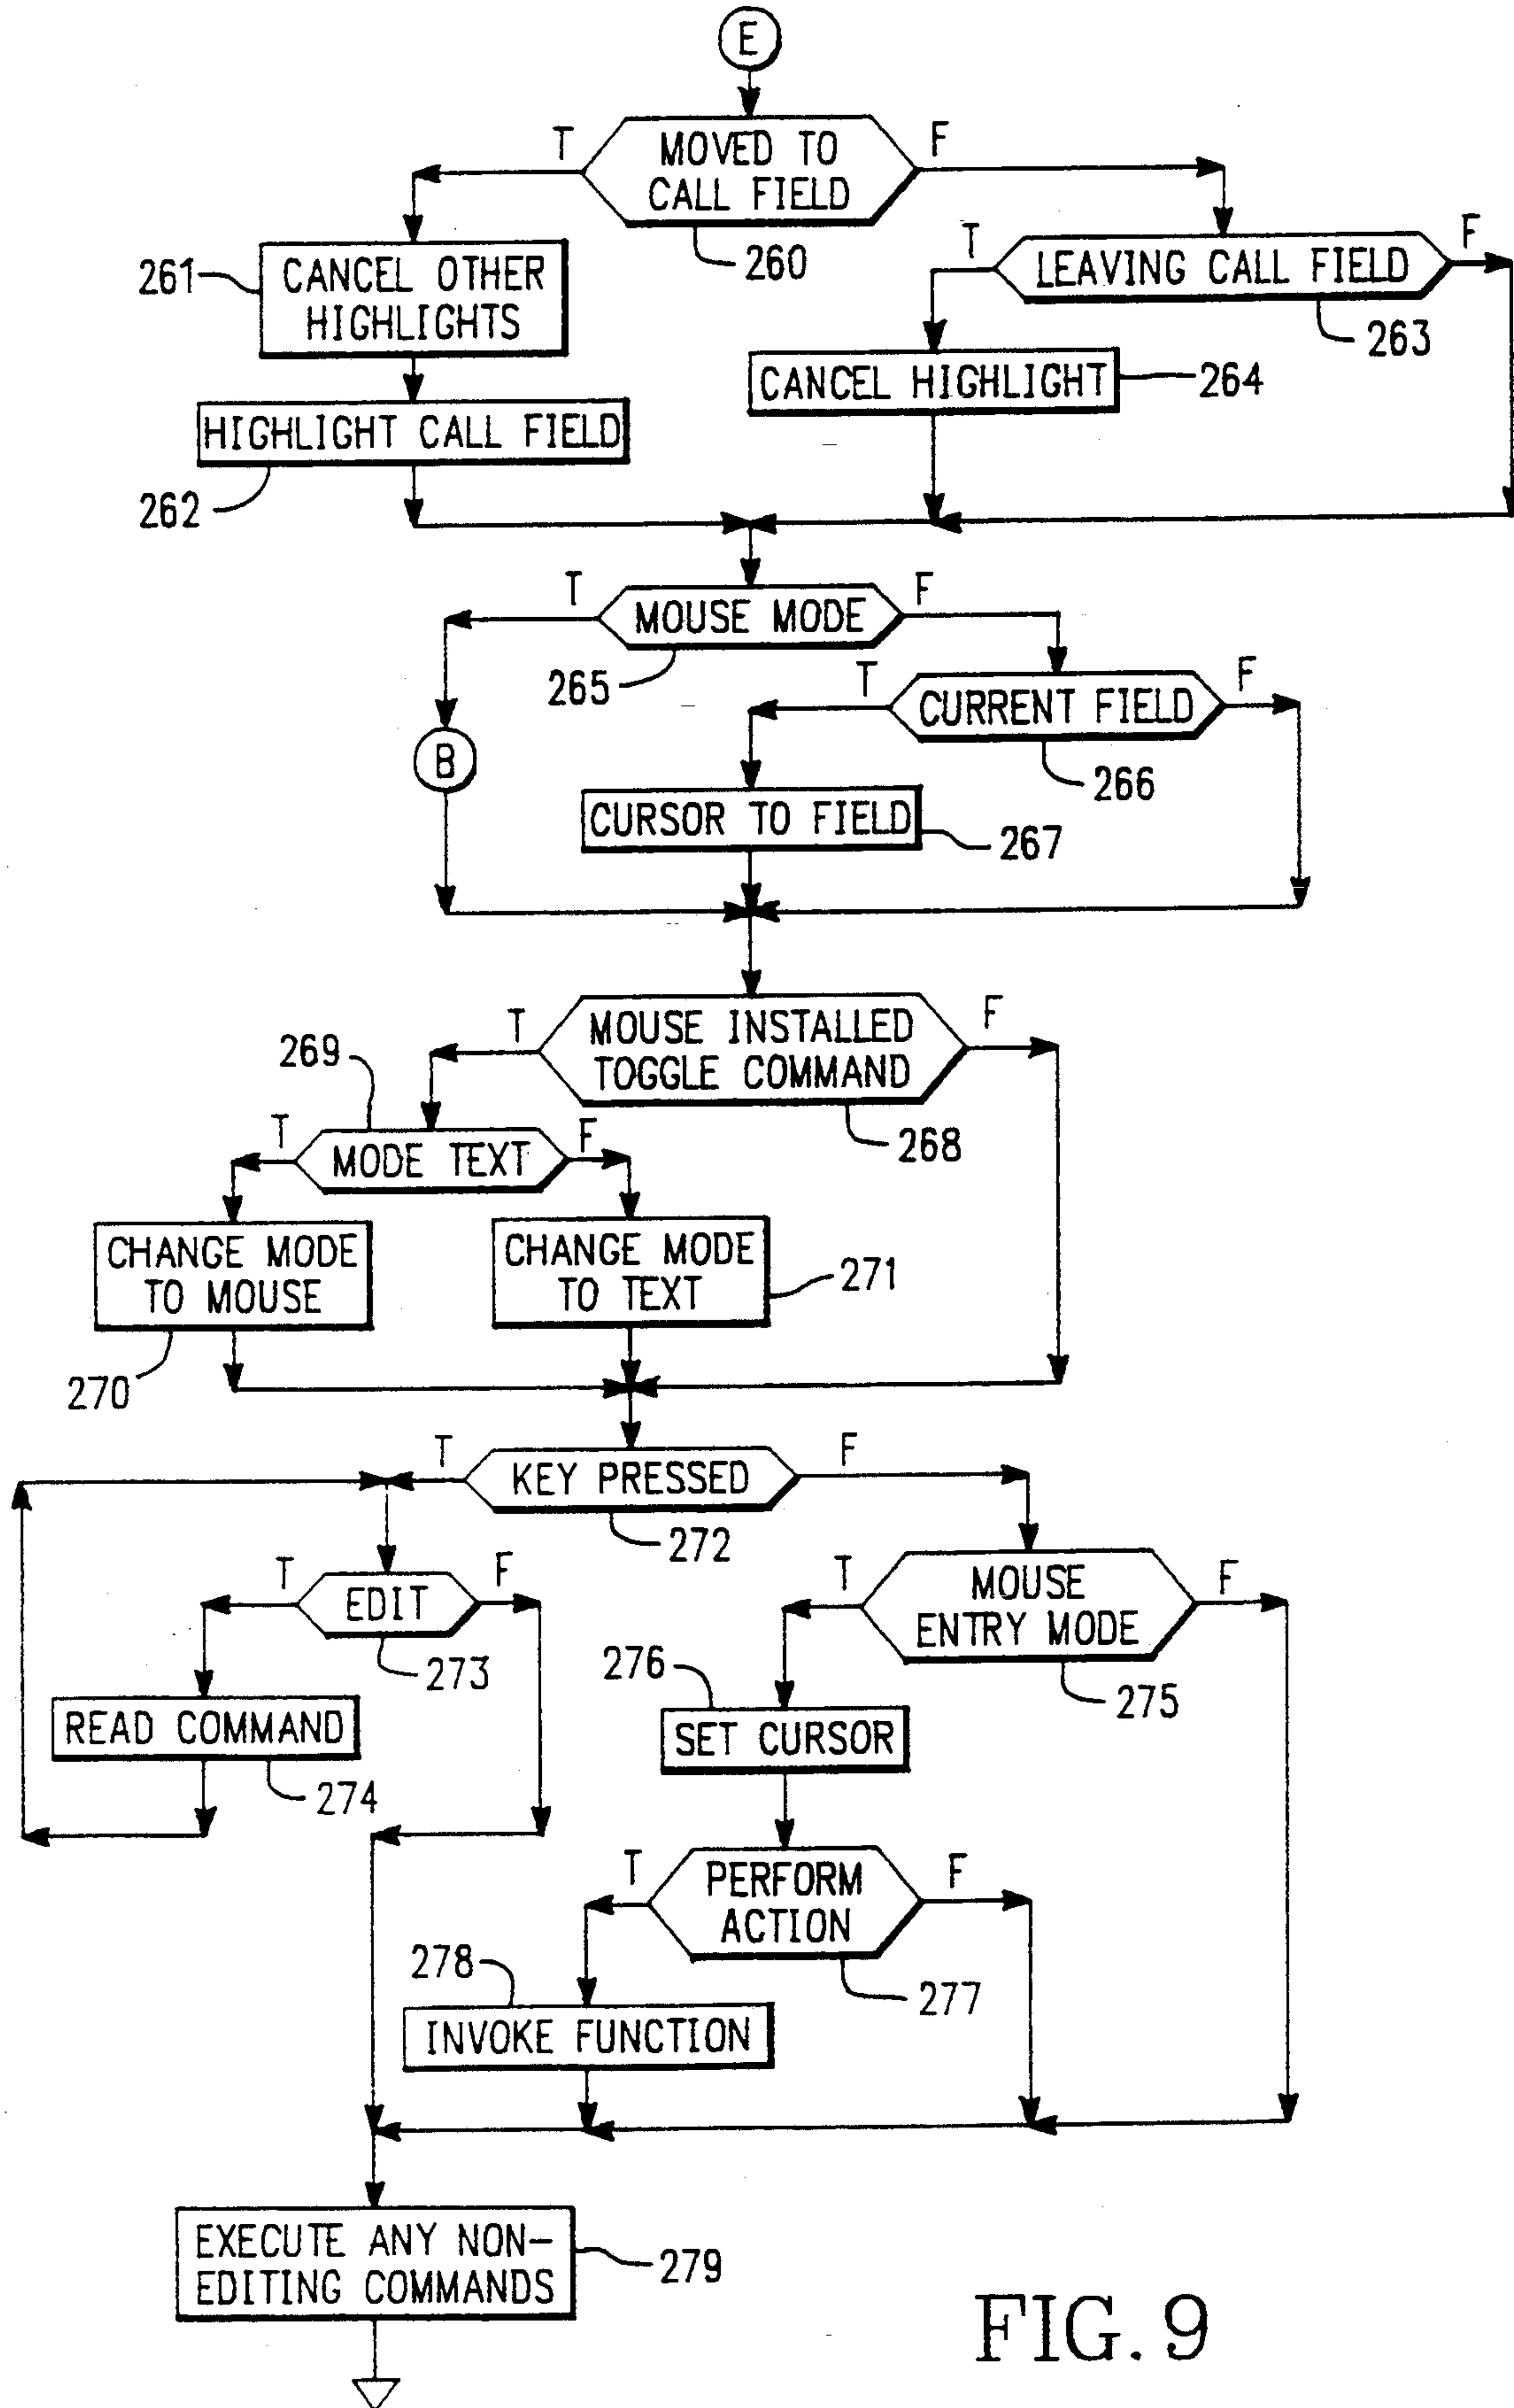 E
T
MOVED TO
CALL FIELD
F
260
261
CANCEL OTHER
HIGHLIGHTS
T
LEAVING CALL FIELD
F
263
CANCEL HIGHLIGHT
264
HIGHLIGHT CALL FIELD
262
T
MOUSE MODE
F
265
T
CURRENT FIELD
F
266
B
CURSOR TO FIELD
267
T
MOUSE INSTALLED
TOGGLE COMMAND
F
268
269
T
MODE TEXT
F
CHANGE MODE
TO MOUSE
270
CHANGE MODE
TO TEXT
271
T
KEY PRESSED
F
272
T
EDIT
F
273
T
MOUSE
ENTRY MODE
F
275
READ COMMAND
274
276
SET CURSOR
T
PERFORM
ACTION
F
277
278
INVOKE FUNCTION
EXECUTE ANY NON-
EDITING COMMANDS
279
FIG. 9